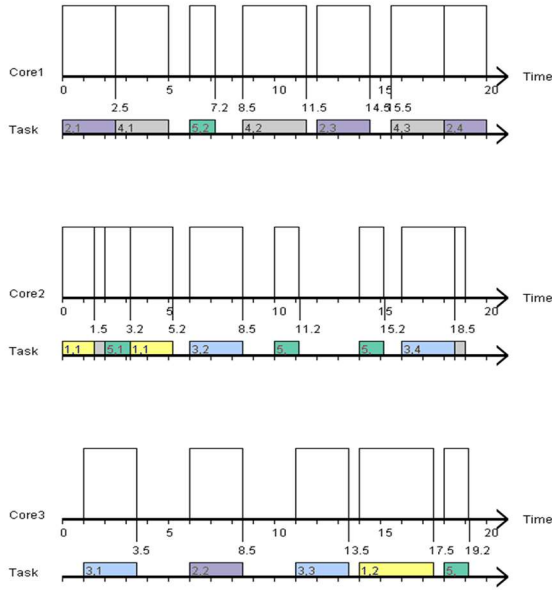 Core1 Time
0 5 10 15 20
2.5 7.2 8.5 11.5 14.5 15.5
Task 2.1 4,1 5,2 4,2 2,3 4,3 2,4
Core2 Time
0 5 10 15 20
1.5 3.2 5.2 8.5 11.2 15.2 18.5
Task 1,1 5,1 1,1 3,2 5. 5. 3,4
Core3 Time
0 5 10 15 20
3.5 8.5 13.5 17.5 19.2
Task 3,1 2,2 3,3 1,2 5.